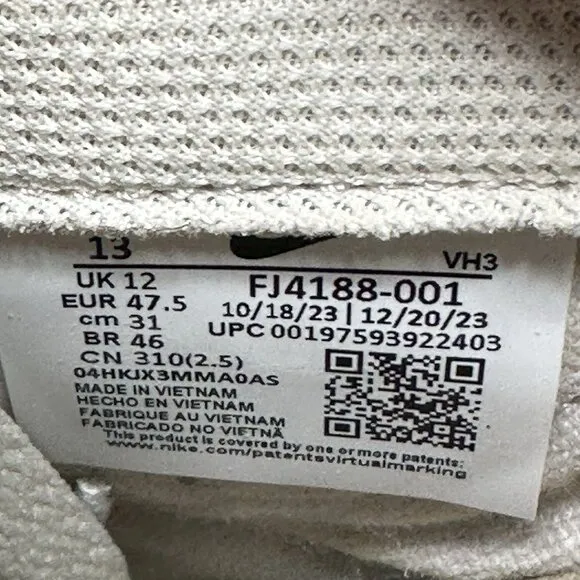 13
VH3
UK 12
FJ4188-001
EUR 47.5
10/18/23 | 12/20/23
cm 31
UPC 00197593922403
BR 46
CN 310(2.5)
04HKJX3MMA0AS
MADE IN VIETNAM
HECHO EN VIETNAM
FABRIQUE AU VIETNAM
FABRICADO NO VIETNÃ
This product is covered by one or more patents:
www.nike.com/patentsvirtualmarking